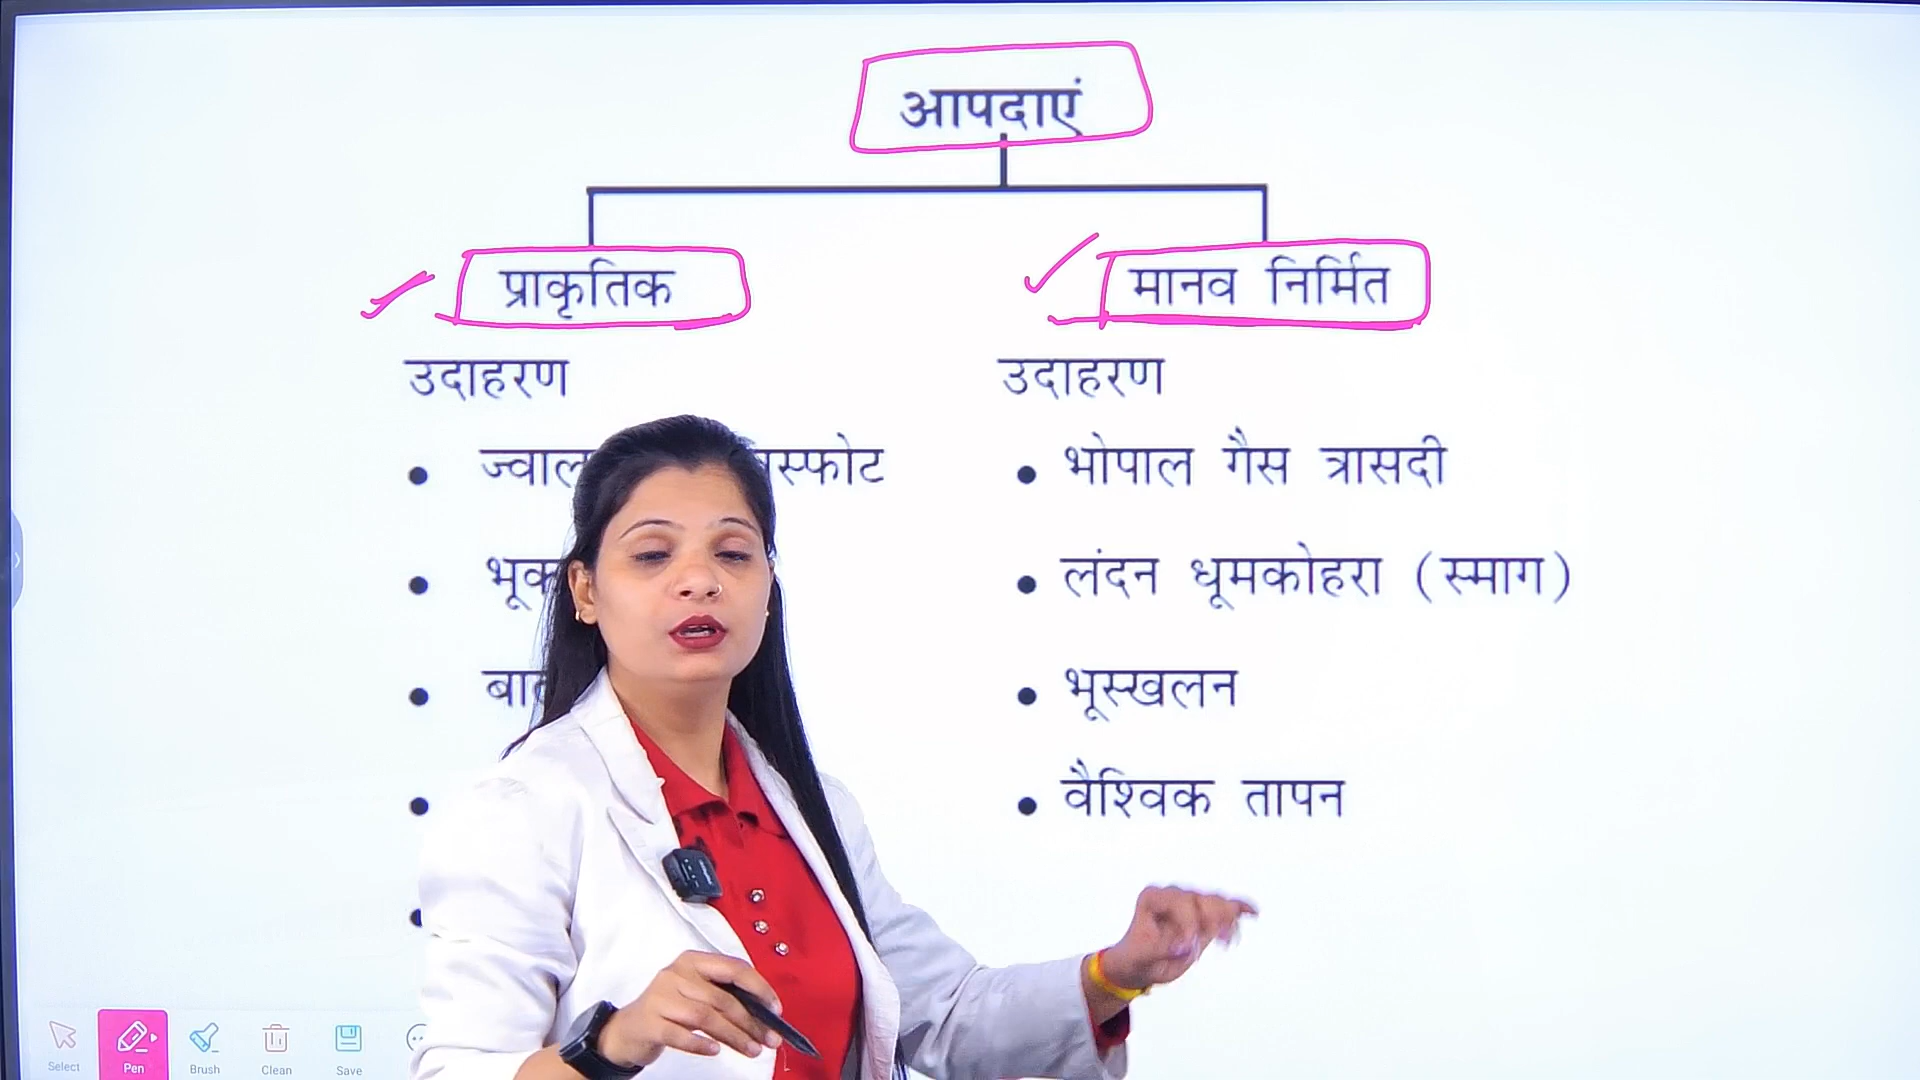 आपदाएं
प्राकृतिक
मानव निर्मित
उदाहरण
उदाहरण
भोपाल गैस त्रासदी
लंदन धूमकोहरा (स्माग)
भूस्खलन
वैश्विक तापन
Select
Pen
Brush
Clean
Save